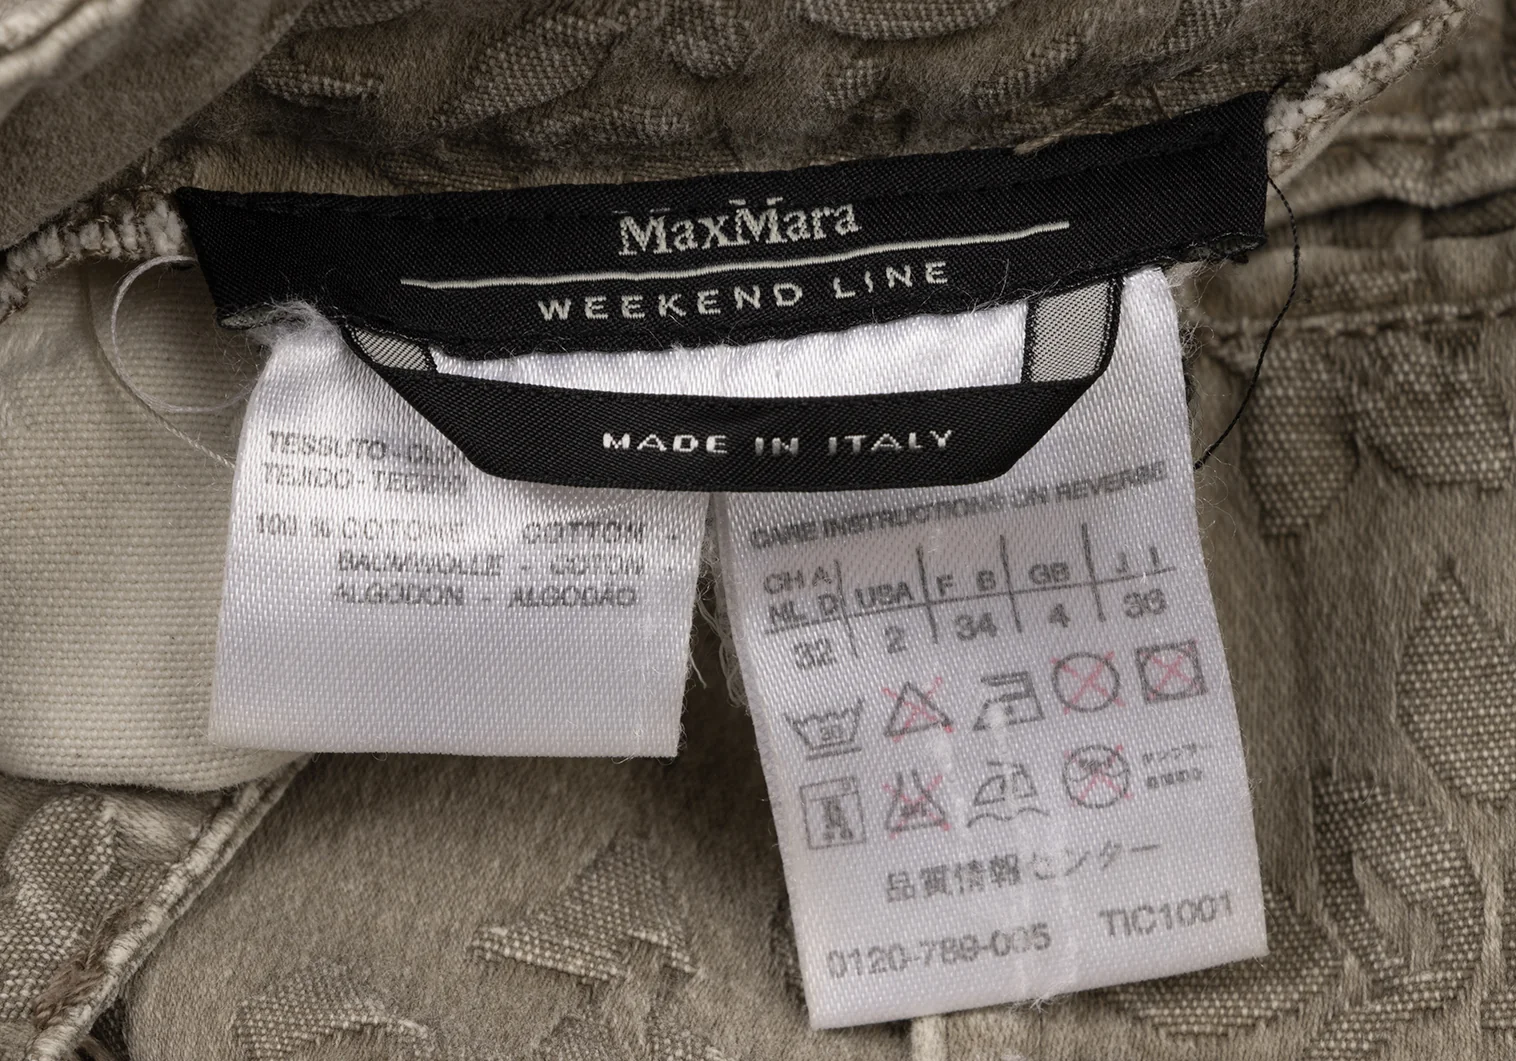 MaxMara
WEEKEND LINE
MADE IN ITALY
TESSUTO-
TEJIDO-
100 % COTONE - COTTON -
BAUMWOLLE - COTON
ALGODON - ALGODÃO
CARE INSTRUCTIONS ON REVERSE
CH A USA F B GB J I
NL D
32 2 34 4 36
30
品質情報センター
0120-789-005 TIC1001